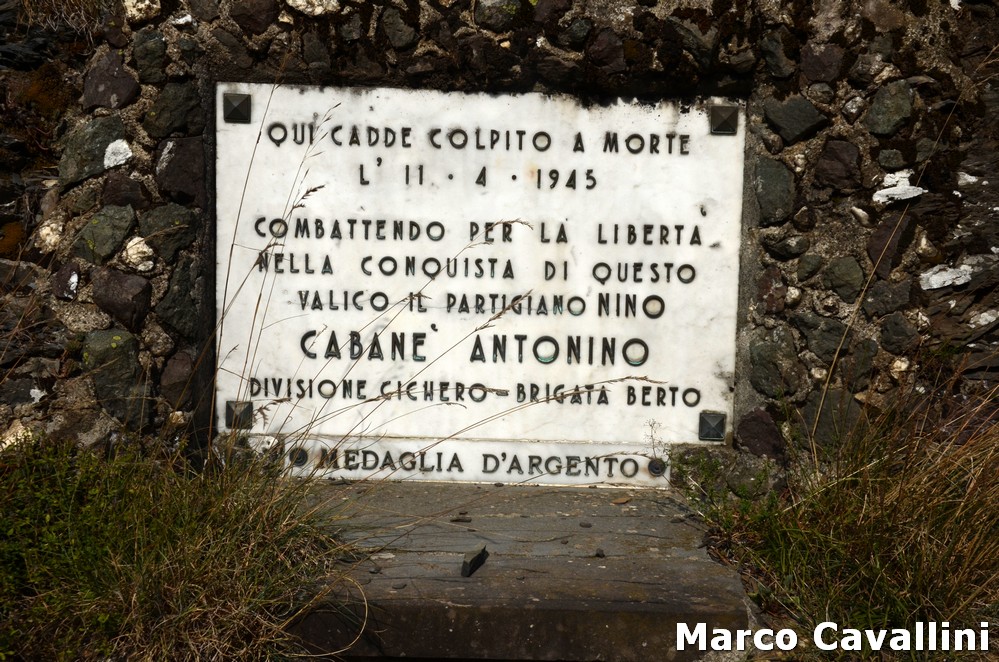 QUI CADDE COLPITO A MORTE
L' 11 · 4 · 1945
COMBATTENDO PER LA LIBERTA'
NELLA CONQUISTA DI QUESTO
VALICO IL PARTIGIANO NINO
CABANE' ANTONINO
DIVISIONE CICHERO - BRIGATA BERTO
MEDAGLIA D'ARGENTO
Marco Cavallini